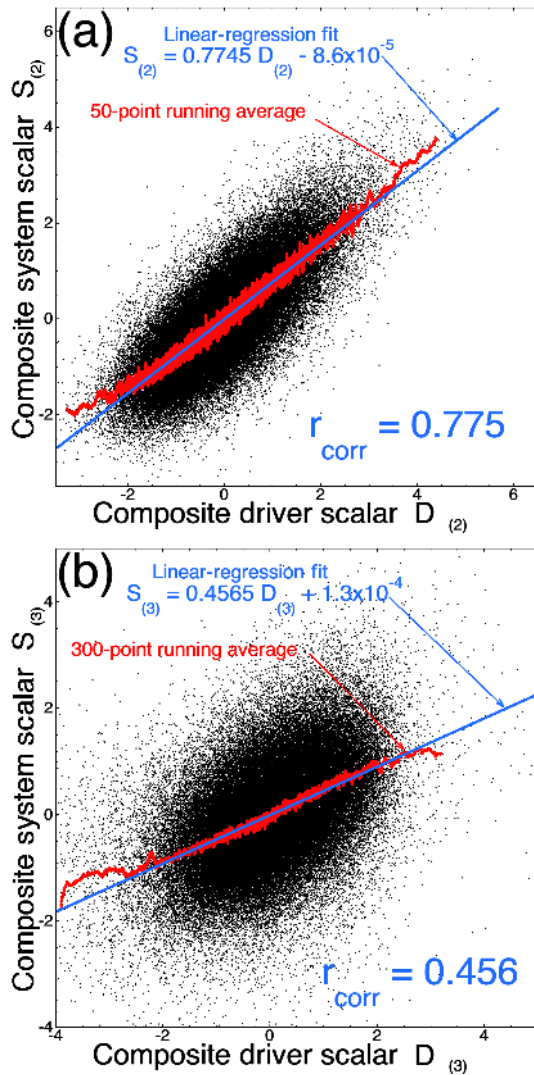 (a)
Linear-regression fit
S(2) = 0.7745 D(2) - 8.6x10^-5
50-point running average
6
4
2
0
-2
Composite system scalar S(2)
r_corr = 0.775
-2 0 2 4 6
Composite driver scalar D(2)
(b)
Linear-regression fit
S(3) = 0.4565 D(3) + 1.3x10^-4
300-point running average
4
2
0
-2
-4
Composite system scalar S(3)
r_corr = 0.456
-4 -2 0 2 4
Composite driver scalar D(3)